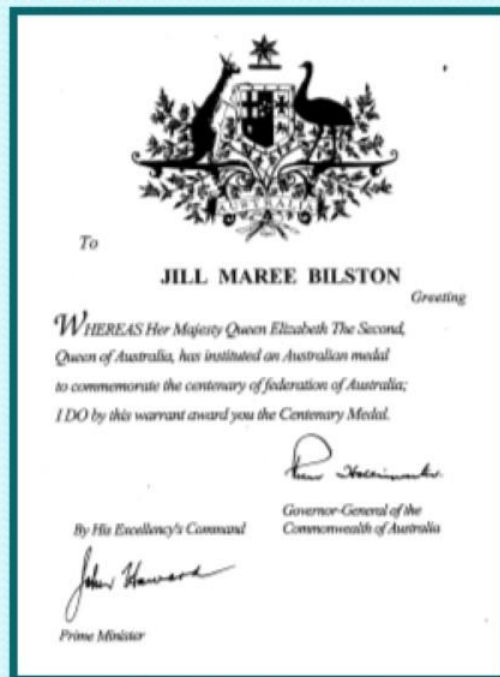 AUSTRALIA
To
JILL MAREE BILSTON
Greeting
WHEREAS Her Majesty Queen Elizabeth The Second,
Queen of Australia, has instituted an Australian medal
to commemorate the centenary of federation of Australia;
I DO by this warrant award you the Centenary Medal.
Governor-General of the
By His Excellency's Command Commonwealth of Australia
John Howard
Prime Minister